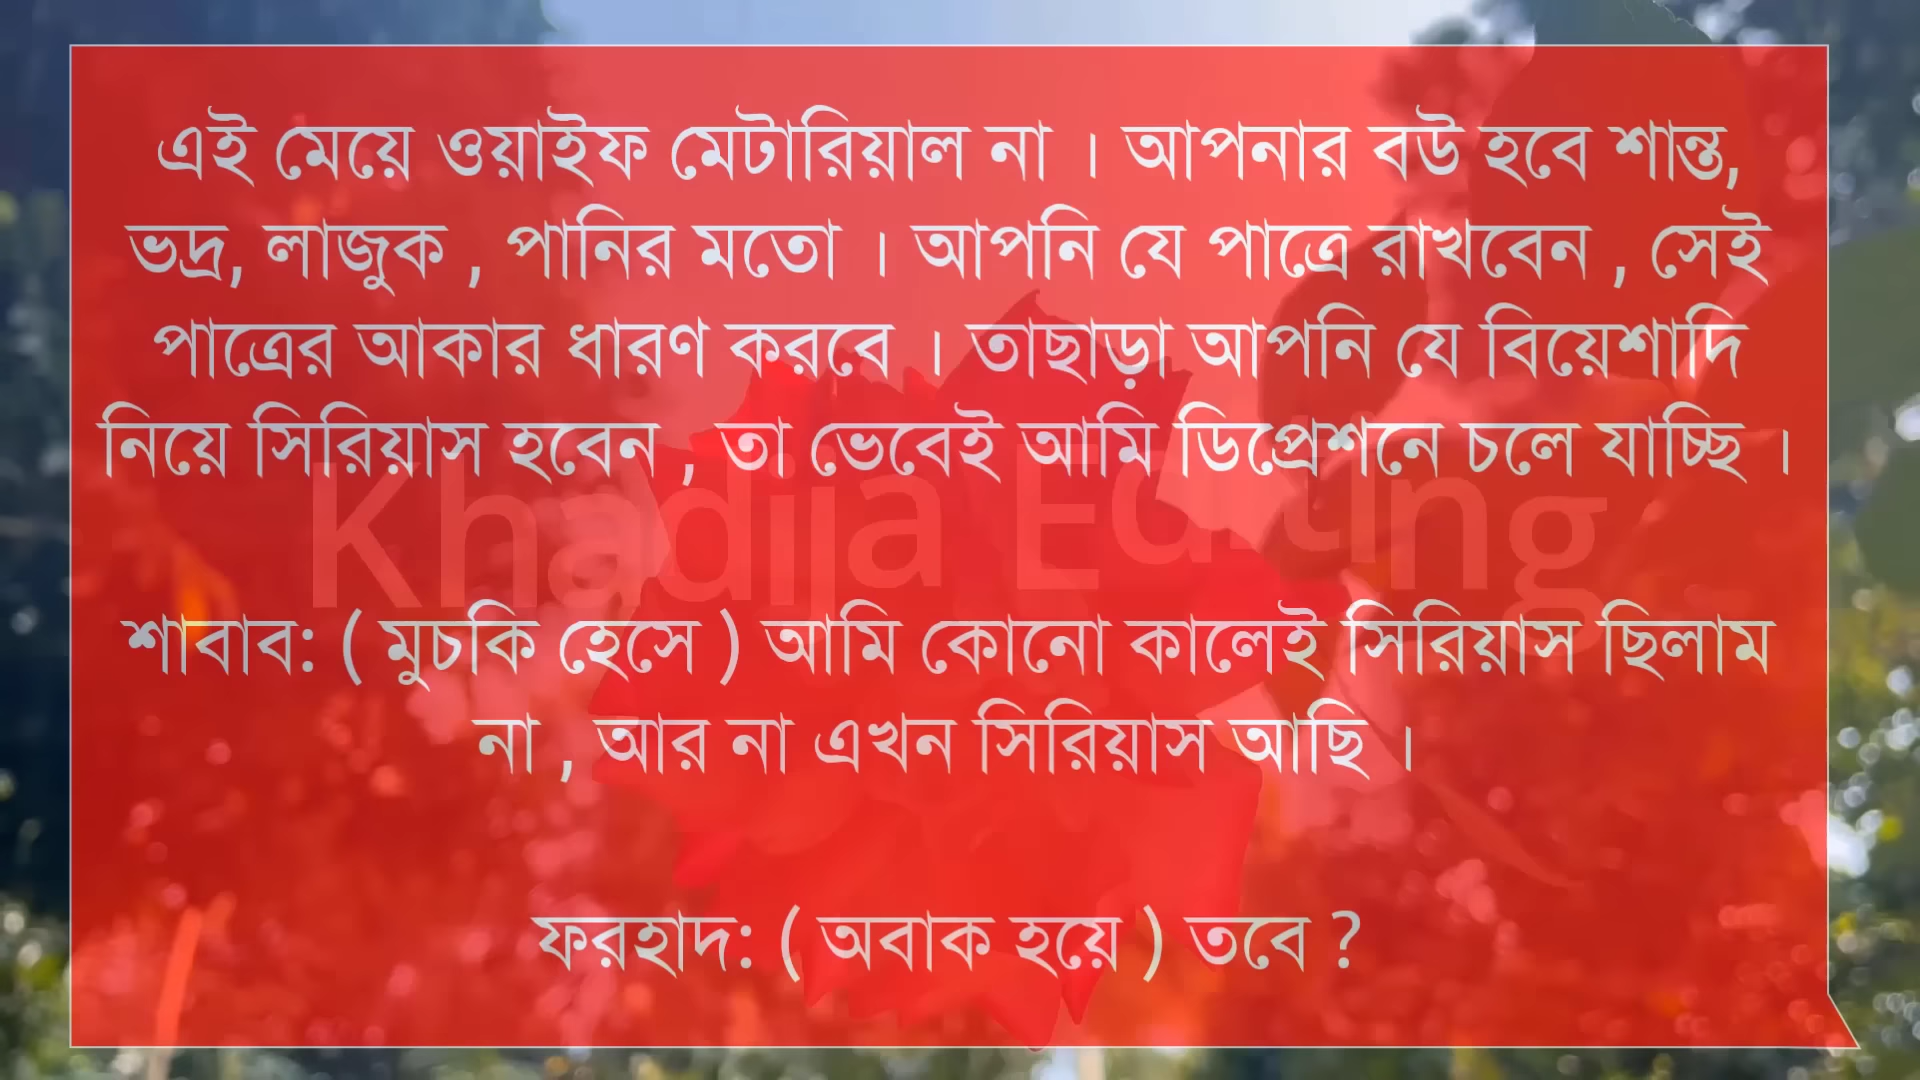 এই মেয়ে ওয়াইফ মেটারিয়াল না । আপনার বউ হবে শান্ত,
ভদ্র, লাজুক , পানির মতো । আপনি যে পাত্রে রাখবেন , সেই
পাত্রের আকার ধারণ করবে । তাছাড়া আপনি যে বিয়েশাদি
নিয়ে সিরিয়াস হবেন , তা ভেবেই আমি ডিপ্রেশনে চলে যাচ্ছি ।
Khadija Editing
শাবাব: ( মুচকি হেসে ) আমি কোনো কালেই সিরিয়াস ছিলাম
না , আর না এখন সিরিয়াস আছি ।
ফরহাদ: ( অবাক হয়ে ) তবে ?